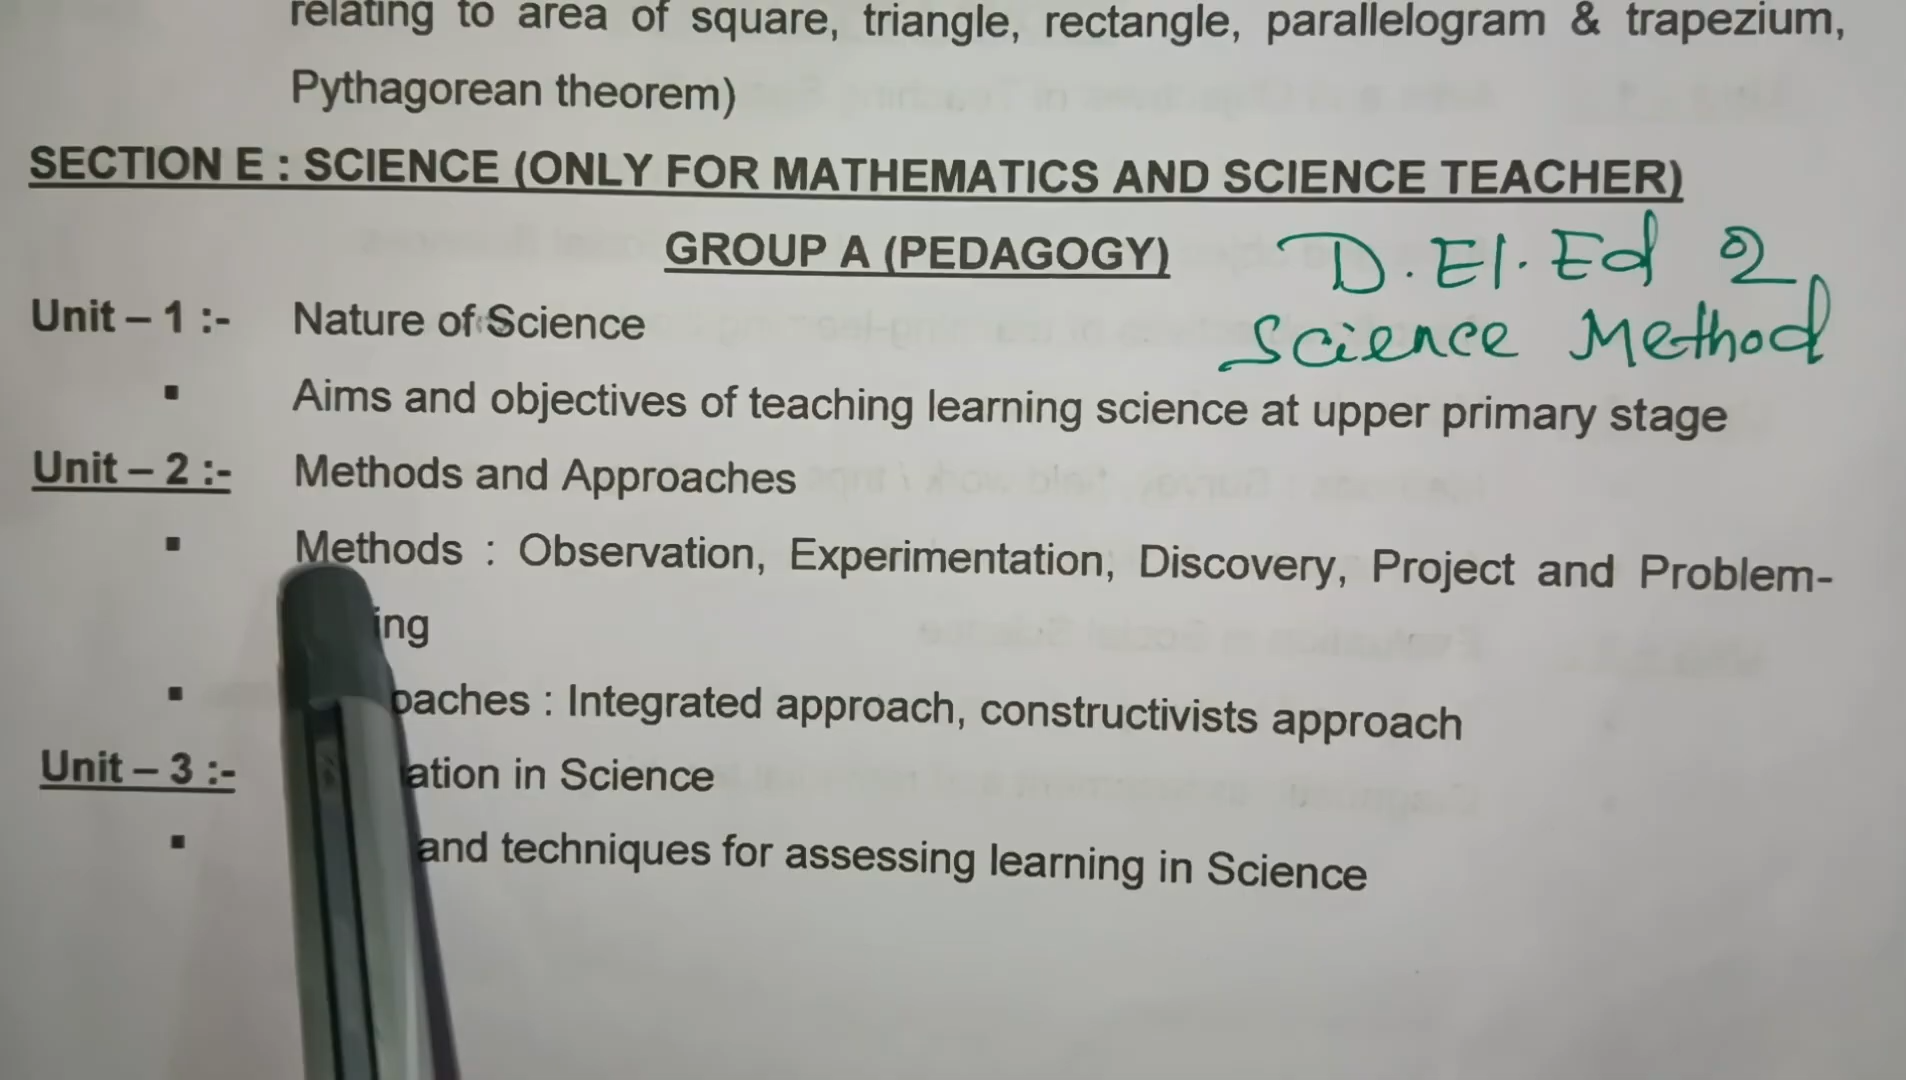 relating to area of square, triangle, rectangle, parallelogram & trapezium,
Pythagorean theorem)
SECTION E : SCIENCE (ONLY FOR MATHEMATICS AND SCIENCE TEACHER)
GROUP A (PEDAGOGY)
D.El.Ed 2
Unit – 1 :- Nature of Science
Science Method
▪ Aims and objectives of teaching learning science at upper primary stage
Unit – 2 :- Methods and Approaches
▪ Methods : Observation, Experimentation, Discovery, Project and Problem-
ing
▪ oaches : Integrated approach, constructivists approach
Unit – 3 :- ation in Science
▪ and techniques for assessing learning in Science